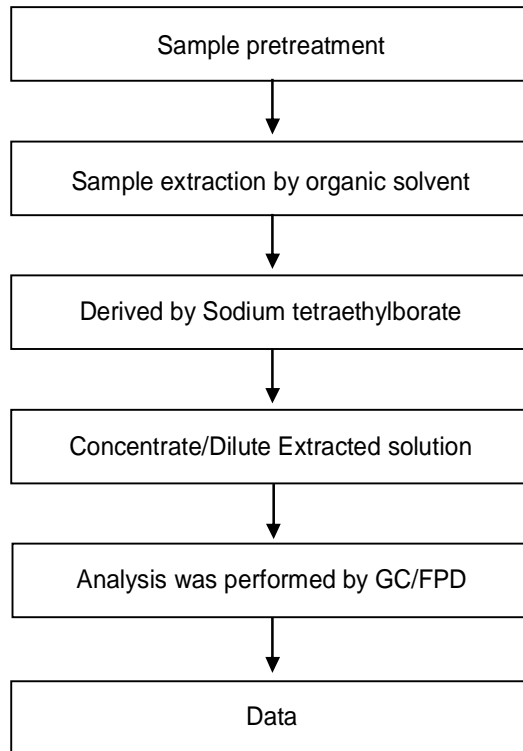 Sample pretreatment
Sample extraction by organic solvent
Derived by Sodium tetraethylborate
Concentrate/Dilute Extracted solution
Analysis was performed by GC/FPD
Data